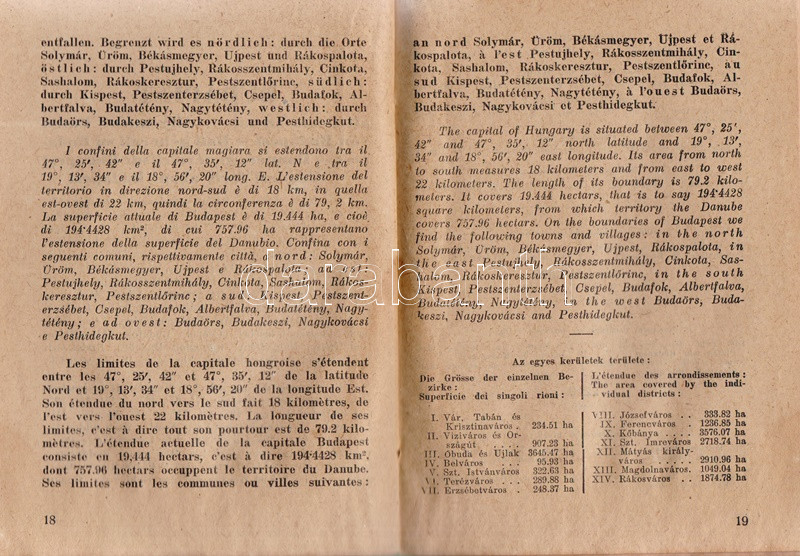 entfallen. Begrenzt wird es nördlich: durch die Orte
Solymár, Üröm, Békásmegyer, Ujpest und Rákospalota,
östlich: durch Pestujhely, Rákosszentmihály, Cinkota,
Sashalom, Rákoskeresztur, Pestszentlőrinc, südlich:
durch Kispest, Pestszenterzsébet, Csepel, Budafok, Al-
bertfalva, Budatétény, Nagytétény, westlich: durch
Budaörs, Budakeszi, Nagykovácsi und Pesthidegkut.
I confini della capitale magiara si estendono tra il
47°, 25', 42" e il 47°, 35', 12" lat. N e tra il
19°, 13', 34" e il 18°, 56', 20" long. E. L'estensione del
territorio in direzione nord-sud è di 18 km, in quella
est-ovest di 22 km, quindi la circonferenza è di 79, 2 km.
La superficie attuale di Budapest è di 19.444 ha, e cioè
di 194·4428 km², di cui 757.96 ha rappresentano
l'estensione della superficie del Danubio. Confina con i
seguenti comuni, rispettivamente città, a nord: Solymár,
Üröm, Békásmegyer, Ujpest e Rákospalota,
Pestujhely, Rákosszentmihály, Cinkota, Sashalom, Rákos-
keresztur, Pestszentlőrinc; a sud: Kispest, Pestszent-
erzsébet, Csepel, Budafok, Albertfalva, Budatétény, Nagy-
tétény; e ad ovest: Budaörs, Budakeszi, Nagykovácsi
e Pesthidegkut.
Les limites de la capitale hongroise s'étendent
entre les 47°, 25', 42" et 47°, 35', 12" de la latitude
Nord et 19°, 13', 34" et 18°, 56', 20" de la longitude Est.
Son étendue du nord vers le sud fait 18 kilomètres, de
l'est vers l'ouest 22 kilomètres. La longueur de ses
limites, c'est à dire tout son pourtour est de 79.2 kilo-
mètres. L'étendue actuelle de la capitale Budapest
consiste en 19,444 hectars, c'est à dire 194·4428 km²,
dont 757.96 hectars occuppent le territoire du Danube.
Ses limites sont les communes ou villes suivantes:
18
an nord Solymár, Üröm, Békásmegyer, Ujpest et Rá-
kospalota, à l'est Pestujhely, Rákosszentmihály, Cin-
kota, Sashalom, Rákoskeresztur, Pestszentlőrinc, au
sud Kispest, Pestszenterzsébet, Csepel, Budafok, Al-
bertfalva, Budatétény, Nagytétény, à l'ouest Budaörs,
Budakeszi, Nagykovácsi et Pesthidegkut.
The capital of Hungary is situated between 47°, 25',
42" and 47°, 35', 12" north latitude and 19°, 13',
34" and 18°, 56', 20" east longitude. Its area from north
to south measures 18 kilometers and from east to west
22 kilometers. The length of its boundary is 79.2 kilo-
meters. It covers 19.444 hectars, that is to say 194·4428
square kilometers, from which territory the Danube
covers 757.96 hectars. On the boundaries of Budapest we
find the following towns and villages: in the north
Solymár, Üröm, Békásmegyer, Ujpest, Rákospalota, in
the east Pestujhely, Rákosszentmihály, Cinkota, Sas-
halom, Rákoskeresztur, Pestszentlőrinc, in the south
Kispest, Pestszenterzsébet, Csepel, Budafok, Albertfalva,
Budatétény, Nagytétény, in the west Budaörs, Buda-
keszi, Nagykovácsi and Pesthidegkut.
Az egyes kerületek területe:
Die Grösse der einzelnen Be-
zirke:
Superficie dei singoli rioni:
L'étendue des arrondissements:
The area covered by the indi-
vidual districts:
I. Vár, Tabán és
Krisztinaváros . 234.51 ha
II. Viziváros és Or-
szágút . . . . . 907.23 ha
III. Óbuda és Ujlak 3645.47 ha
IV. Belváros . . . 95.93 ha
V. Szt. Istvánváros 322.63 ha
VI. Terézváros . . . 289.88 ha
VII. Erzsébetváros . 248.37 ha
VIII. Józsefváros . . 333.82 ha
IX. Ferencváros . 1236.85 ha
X. Kőbánya . . . . 3576.07 ha
XI. Szt. Imreváros 2718.74 ha
XII. Mátyás király-
város . . . . . 2910.96 ha
XIII. Magdolnaváros. 1049.04 ha
XIV. Rákosváros . . 1874.78 ha
19
darabanth